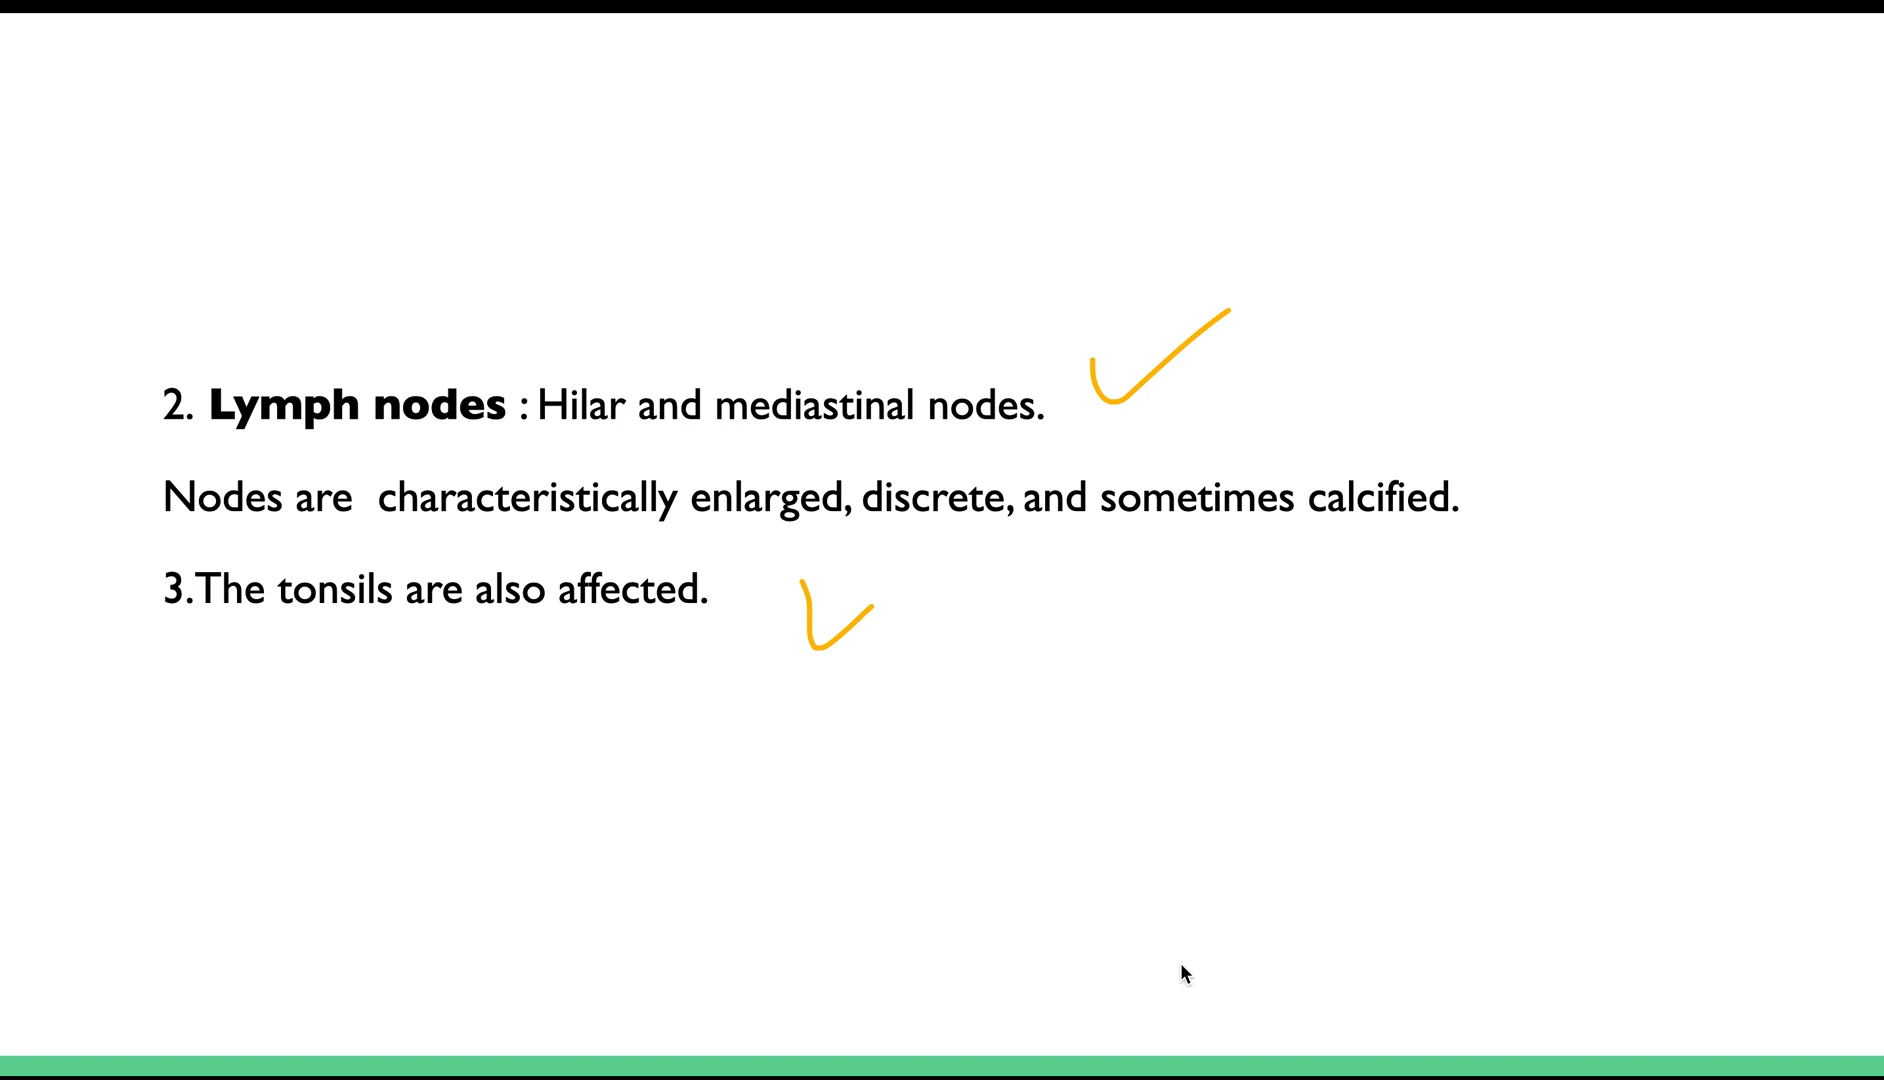 2. Lymph nodes : Hilar and mediastinal nodes.
Nodes are  characteristically enlarged, discrete, and sometimes calcified.
3.The tonsils are also affected.